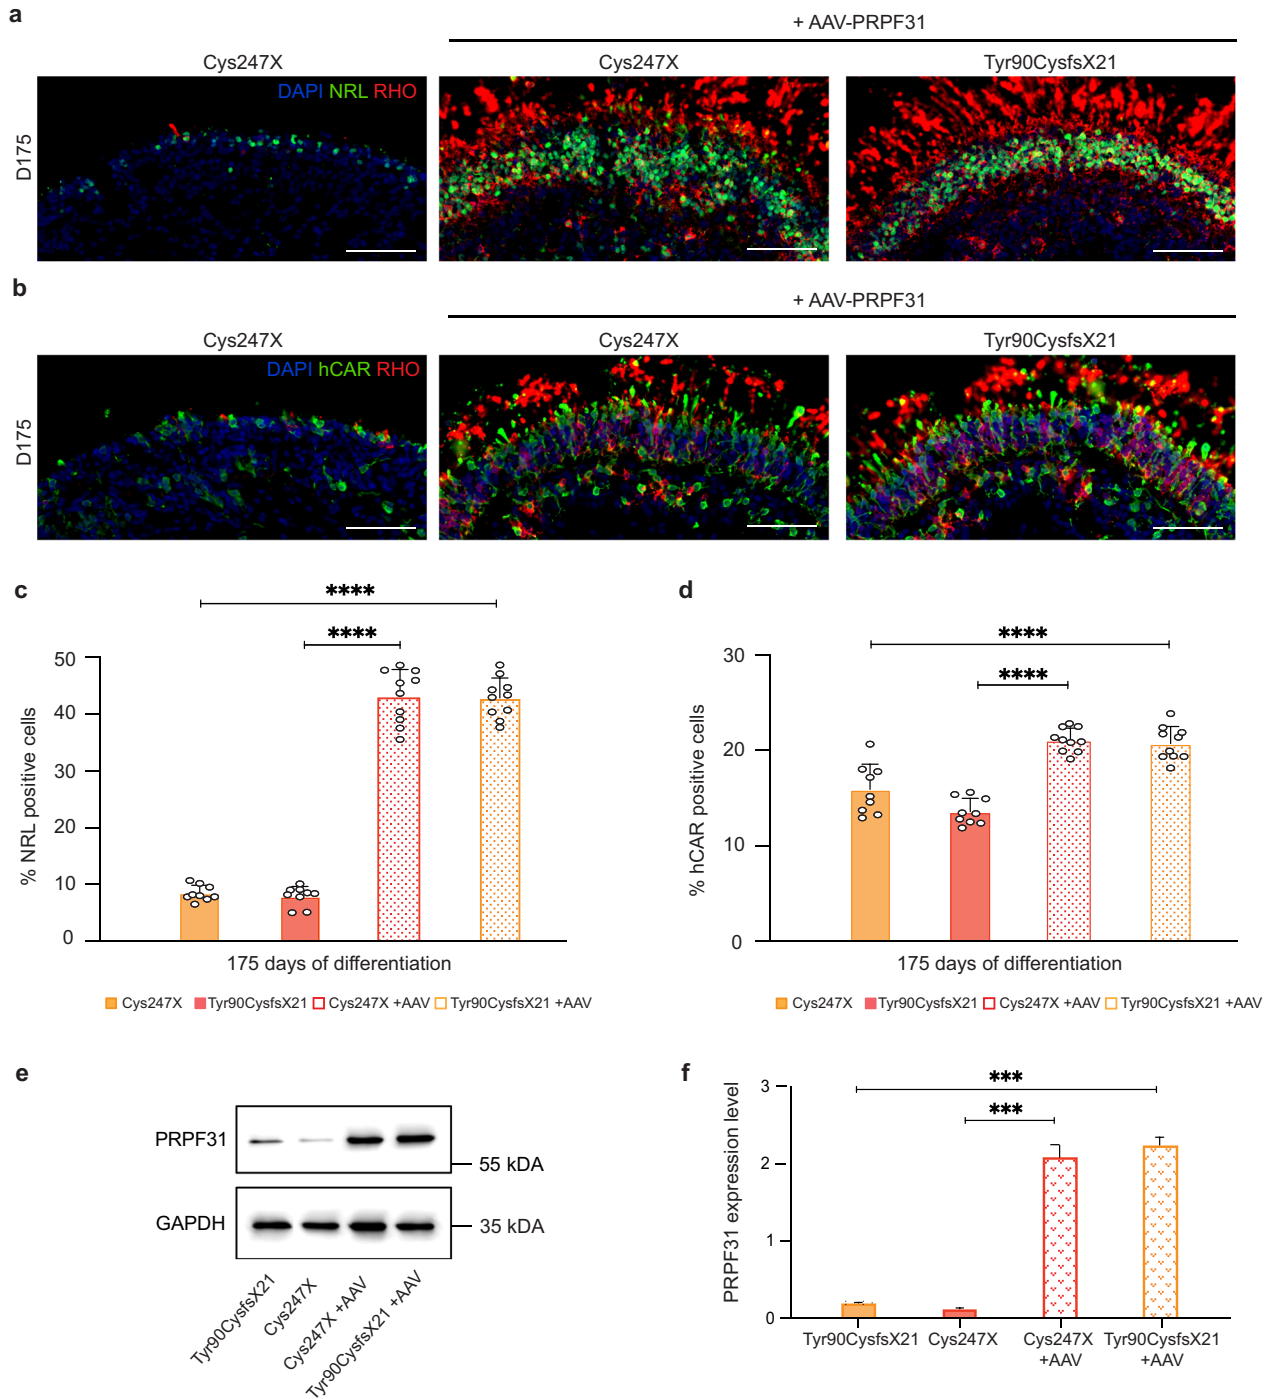 a
+ AAV-PRPF31
Cys247X
Cys247X
Tyr90CysfsX21
DAPI NRL RHO
D175
b
+ AAV-PRPF31
Cys247X
Cys247X
Tyr90CysfsX21
DAPI hCAR RHO
D175
c
****
****
% NRL positive cells
50
40
30
20
10
0
175 days of differentiation
Cys247X Tyr90CysfsX21 Cys247X +AAV Tyr90CysfsX21 +AAV
d
****
****
% hCAR positive cells
30
20
10
0
175 days of differentiation
Cys247X Tyr90CysfsX21 Cys247X +AAV Tyr90CysfsX21 +AAV
e
PRPF31
55 kDA
GAPDH
35 kDA
Tyr90CysfsX21
Cys247X
Cys247X +AAV
Tyr90CysfsX21 +AAV
f
***
***
PRPF31 expression level
3
2
1
0
Tyr90CysfsX21
Cys247X
Cys247X
+AAV
Tyr90CysfsX21
+AAV